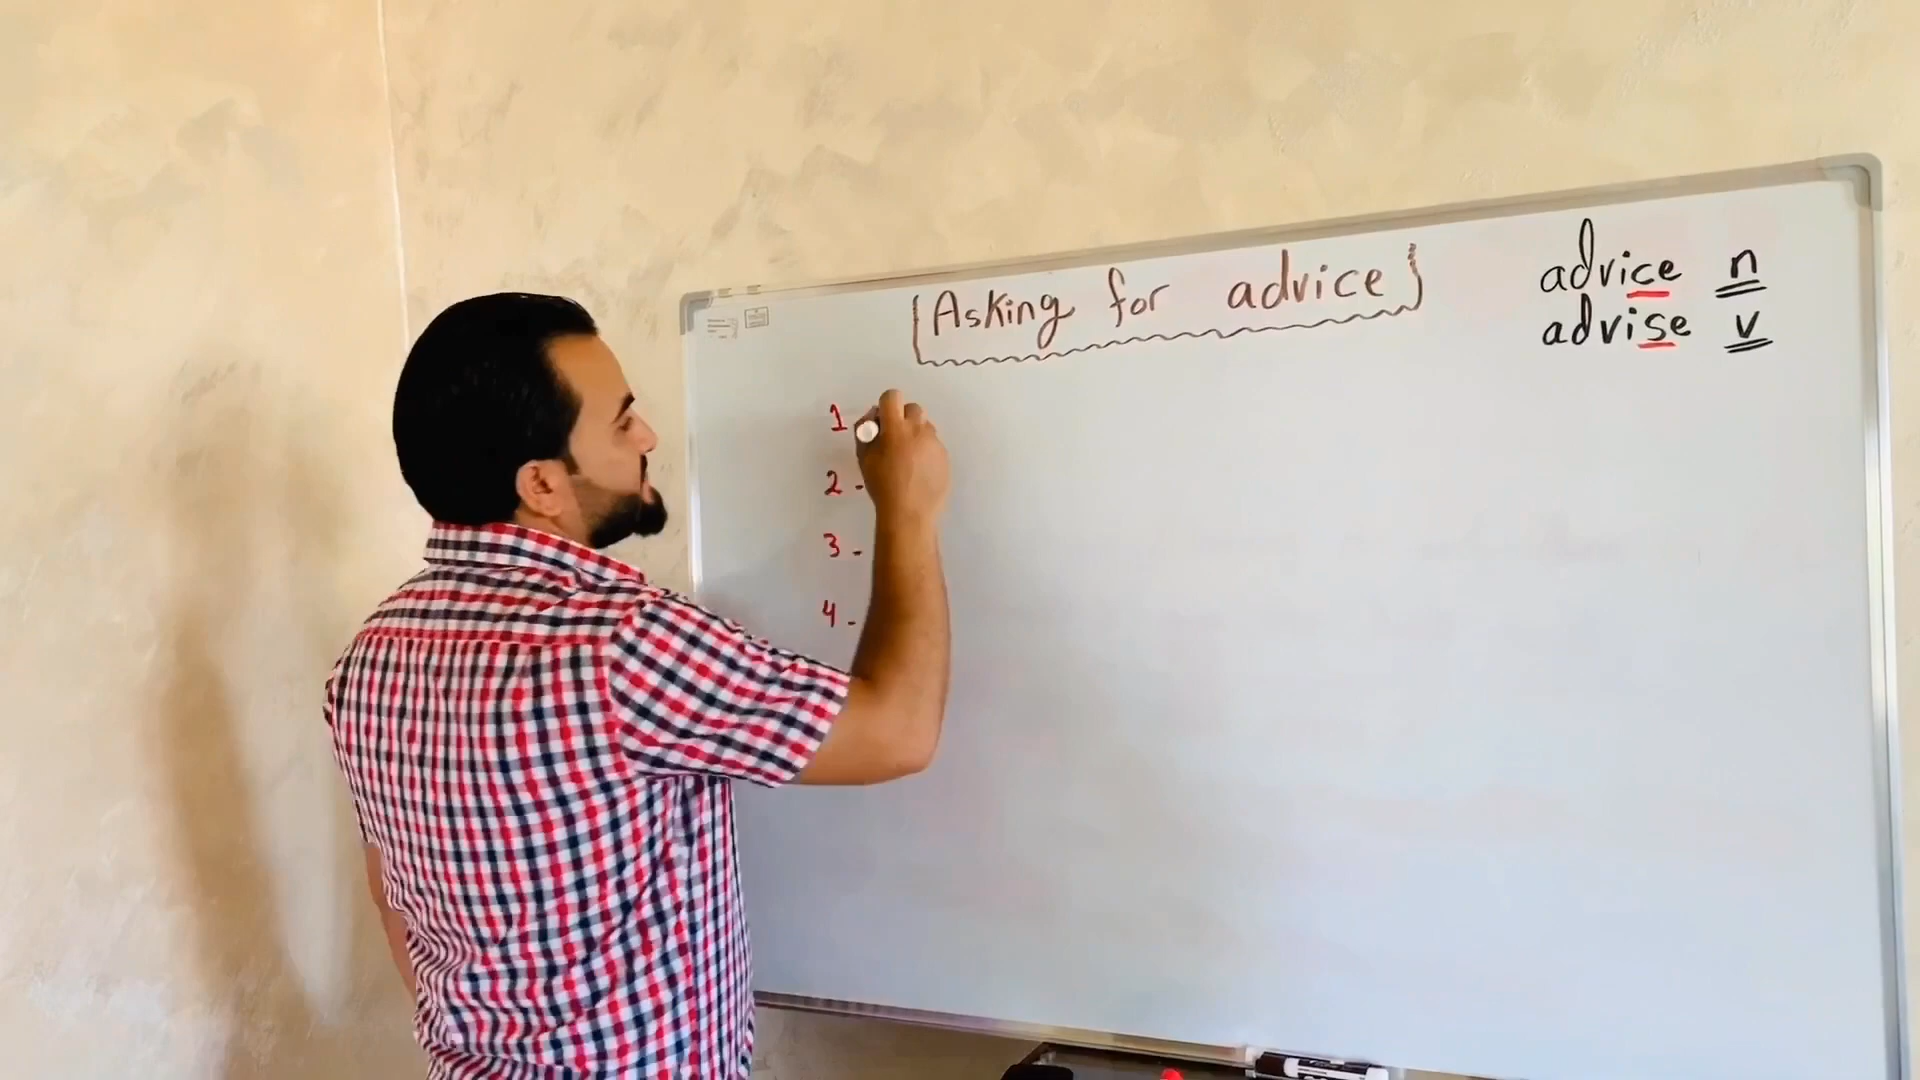 [Asking for advice]
advice n
advise v
1
2 -
3 -
4 -